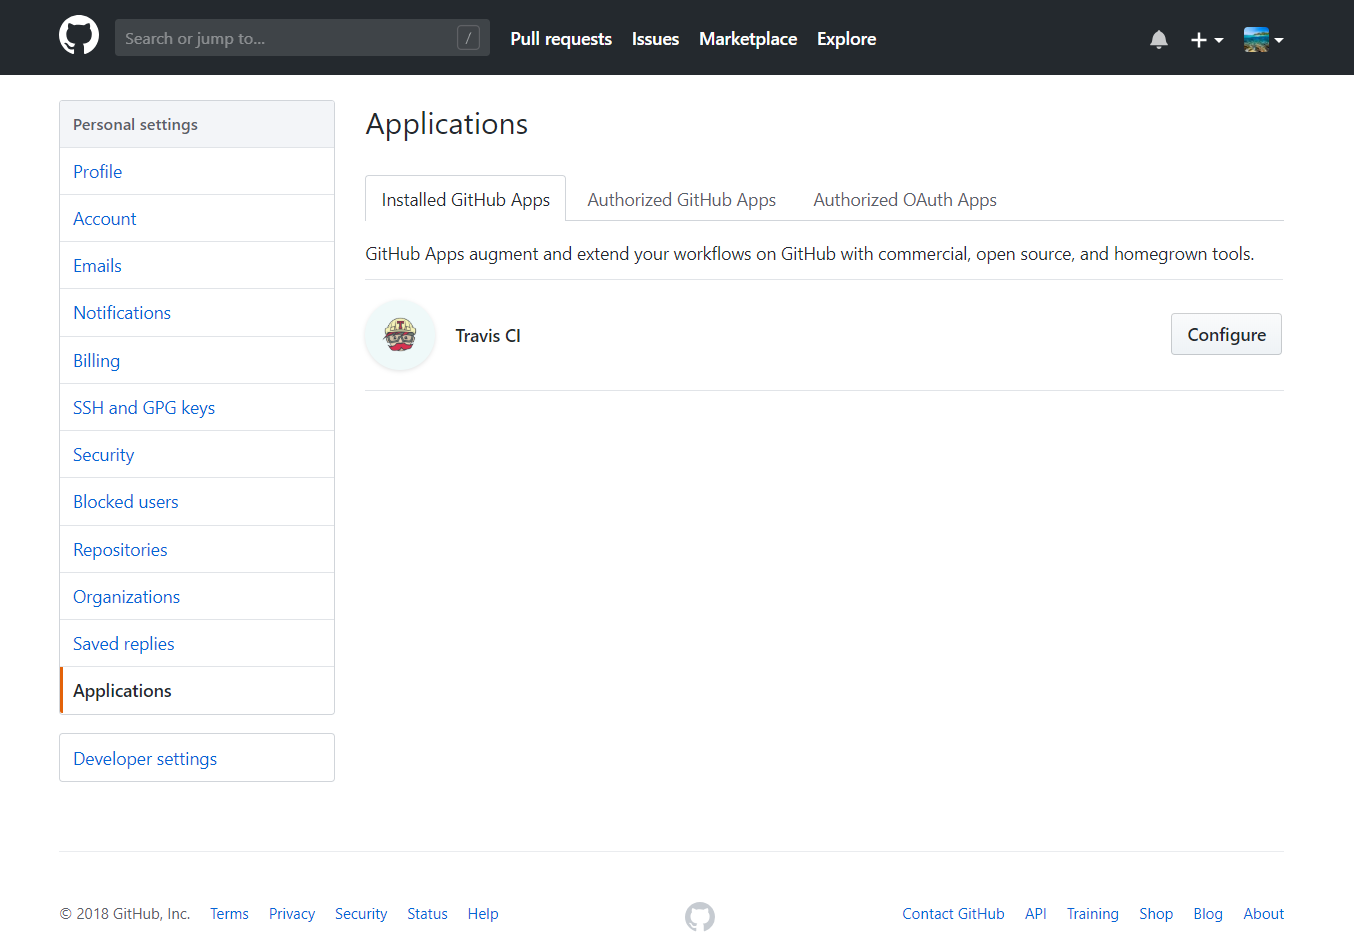 Search or jump to...
/
Pull requests
Issues
Marketplace
Explore
Personal settings
Profile
Account
Emails
Notifications
Billing
SSH and GPG keys
Security
Blocked users
Repositories
Organizations
Saved replies
Applications
Developer settings
Applications
Installed GitHub Apps
Authorized GitHub Apps
Authorized OAuth Apps
GitHub Apps augment and extend your workflows on GitHub with commercial, open source, and homegrown tools.
T
Travis CI
Configure
© 2018 GitHub, Inc.
Terms
Privacy
Security
Status
Help
Contact GitHub
API
Training
Shop
Blog
About